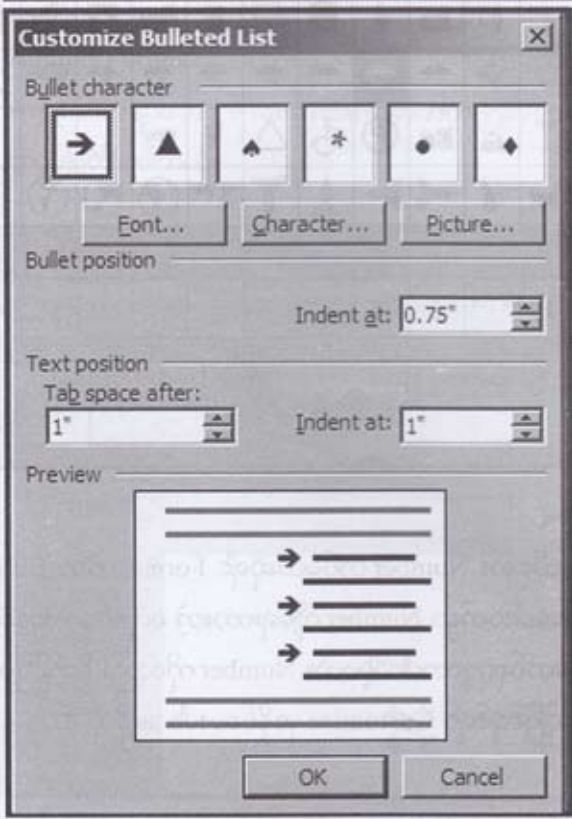 Customize Bulleted List
Bullet character
Font... Character... Picture...
Bullet position
Indent at: 0.75"
Text position
Tab space after:
1" Indent at: 1"
Preview
OK Cancel